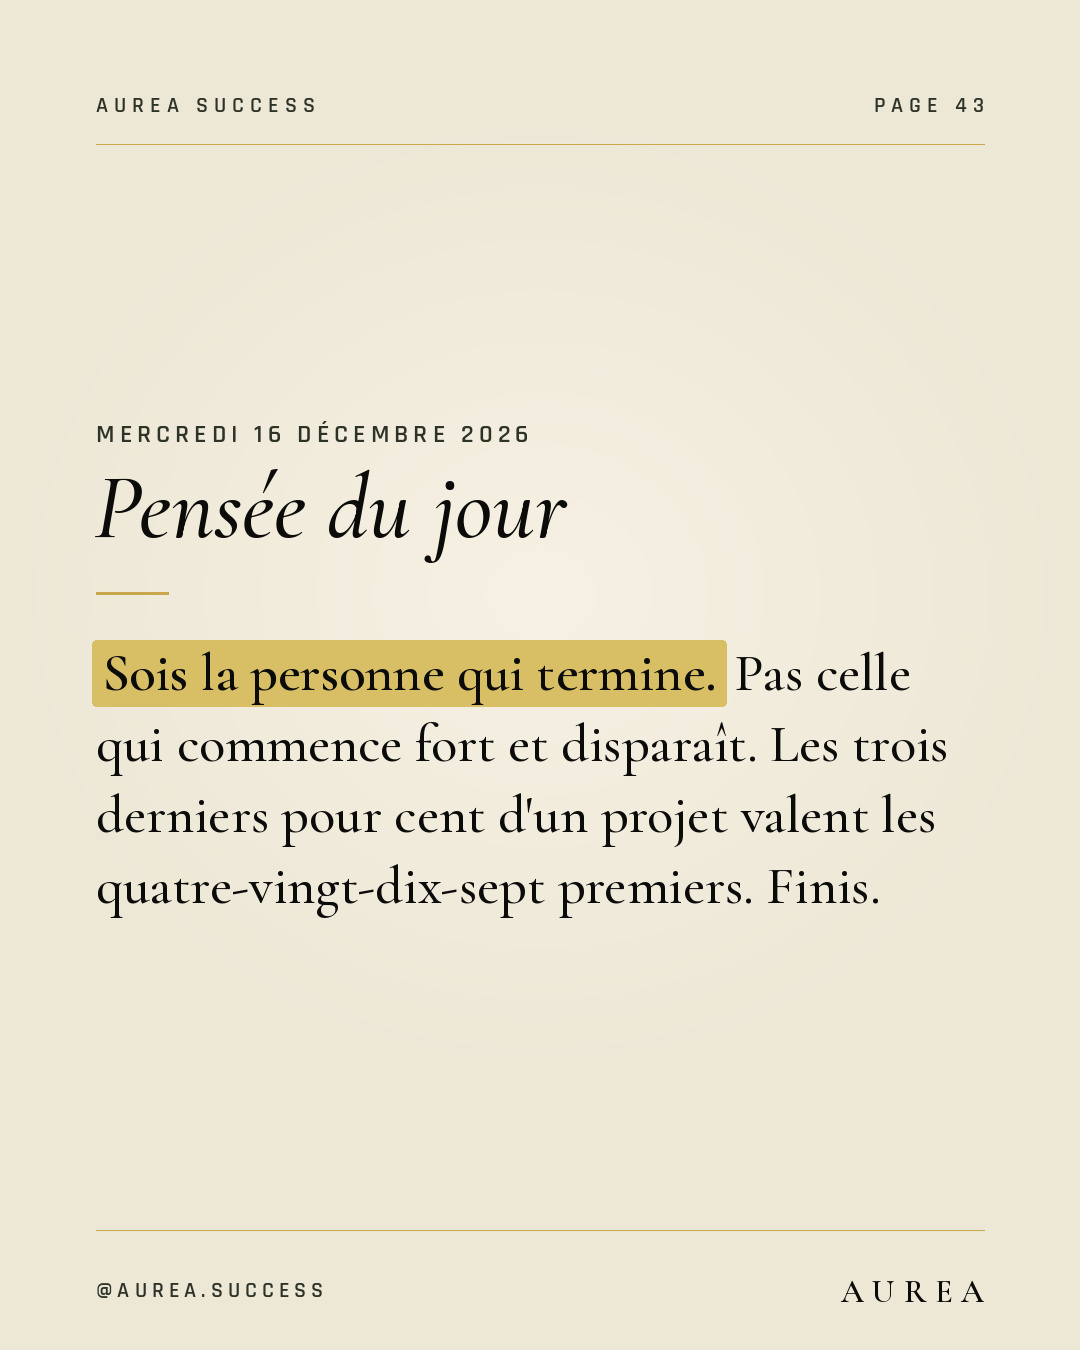 AUREA SUCCESS
PAGE 43
MERCREDI 16 DÉCEMBRE 2026
Pensée du jour
Sois la personne qui termine. Pas celle
qui commence fort et disparaît. Les trois
derniers pour cent d'un projet valent les
quatre-vingt-dix-sept premiers. Finis.
@AUREA.SUCCESS
AUREA